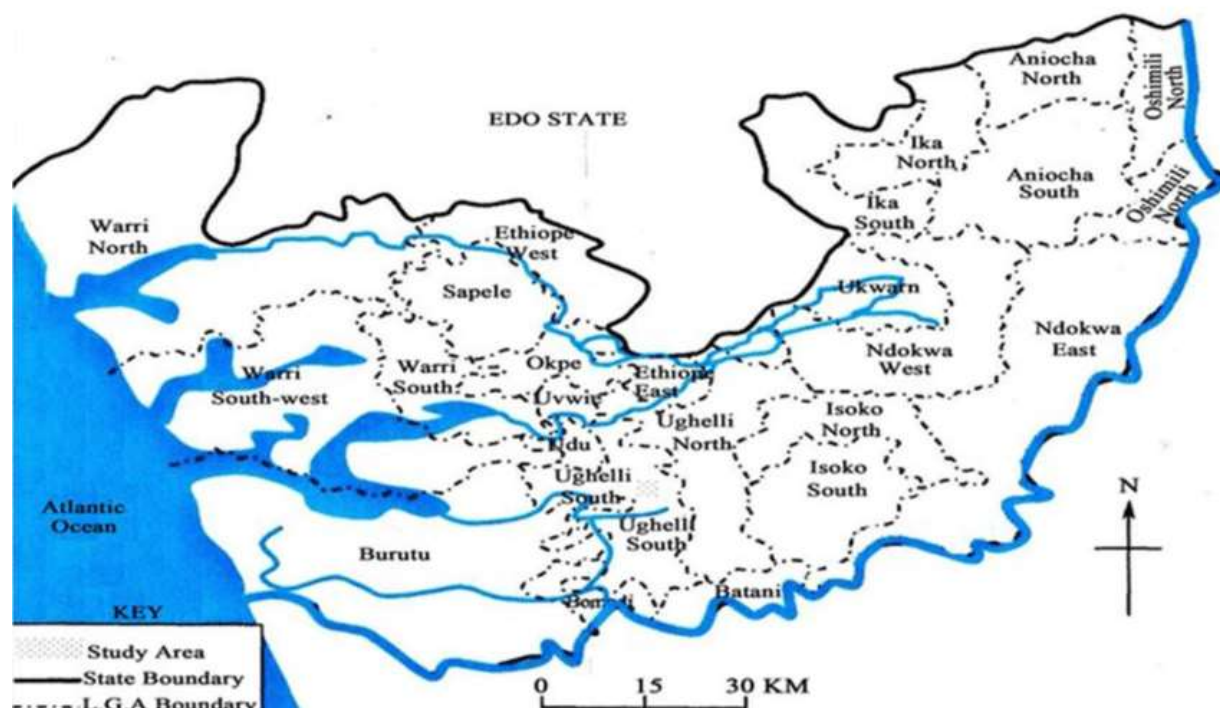 Aniocha
North
Oshimili
North
EDO STATE
Ika
North
Aniocha
South
Oshimili
North
Ika
South
Warri
North
Ethiope
West
Sapele
Ukwarn
Ndokwa
East
Okpe
Ndokwa
West
Warri
South
Ethiope
East
Warri
South-west
Uvwie
Ughelli
North
Isoko
North
Udu
Isoko
South
Ughelli
South
N
Atlantic
Ocean
Ughelli
South
Burutu
Batani
KEY
Study Area
State Boundary
L G A Boundary
0 15 30 KM